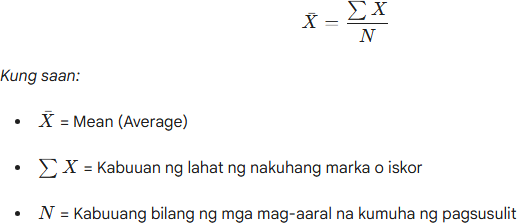 X̄ = ∑ X / N
Kung saan:
• X̄ = Mean (Average)
• ∑ X = Kabuuan ng lahat ng nakuhang marka o iskor
• N = Kabuuang bilang ng mga mag-aaral na kumuha ng pagsusulit